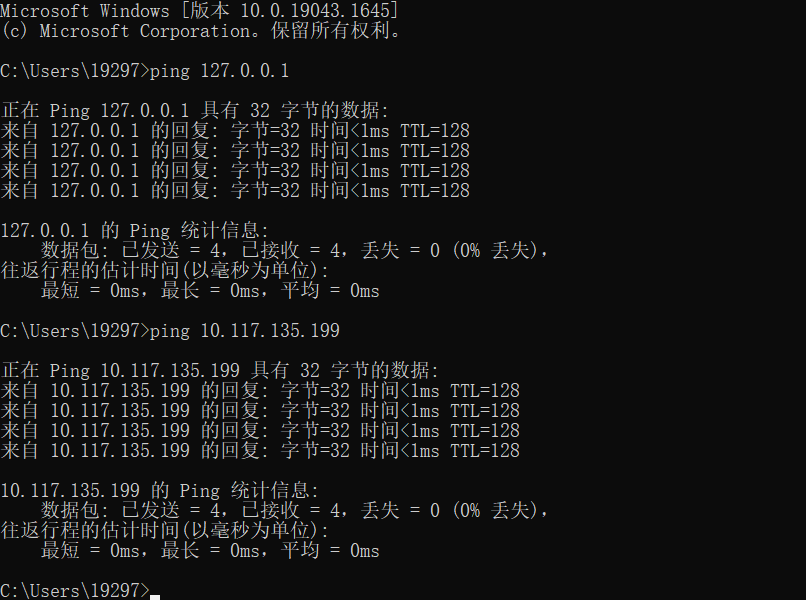 Microsoft Windows [版本 10.0.19043.1645]
(c) Microsoft Corporation。保留所有权利。
C:\Users\19297>ping 127.0.0.1
正在 Ping 127.0.0.1 具有 32 字节的数据:
来自 127.0.0.1 的回复: 字节=32 时间<1ms TTL=128
来自 127.0.0.1 的回复: 字节=32 时间<1ms TTL=128
来自 127.0.0.1 的回复: 字节=32 时间<1ms TTL=128
来自 127.0.0.1 的回复: 字节=32 时间<1ms TTL=128
127.0.0.1 的 Ping 统计信息:
数据包: 已发送 = 4，已接收 = 4，丢失 = 0 (0% 丢失)，
往返行程的估计时间(以毫秒为单位):
最短 = 0ms，最长 = 0ms，平均 = 0ms
C:\Users\19297>ping 10.117.135.199
正在 Ping 10.117.135.199 具有 32 字节的数据:
来自 10.117.135.199 的回复: 字节=32 时间<1ms TTL=128
来自 10.117.135.199 的回复: 字节=32 时间<1ms TTL=128
来自 10.117.135.199 的回复: 字节=32 时间<1ms TTL=128
来自 10.117.135.199 的回复: 字节=32 时间<1ms TTL=128
10.117.135.199 的 Ping 统计信息:
数据包: 已发送 = 4，已接收 = 4，丢失 = 0 (0% 丢失)，
往返行程的估计时间(以毫秒为单位):
最短 = 0ms，最长 = 0ms，平均 = 0ms
C:\Users\19297>